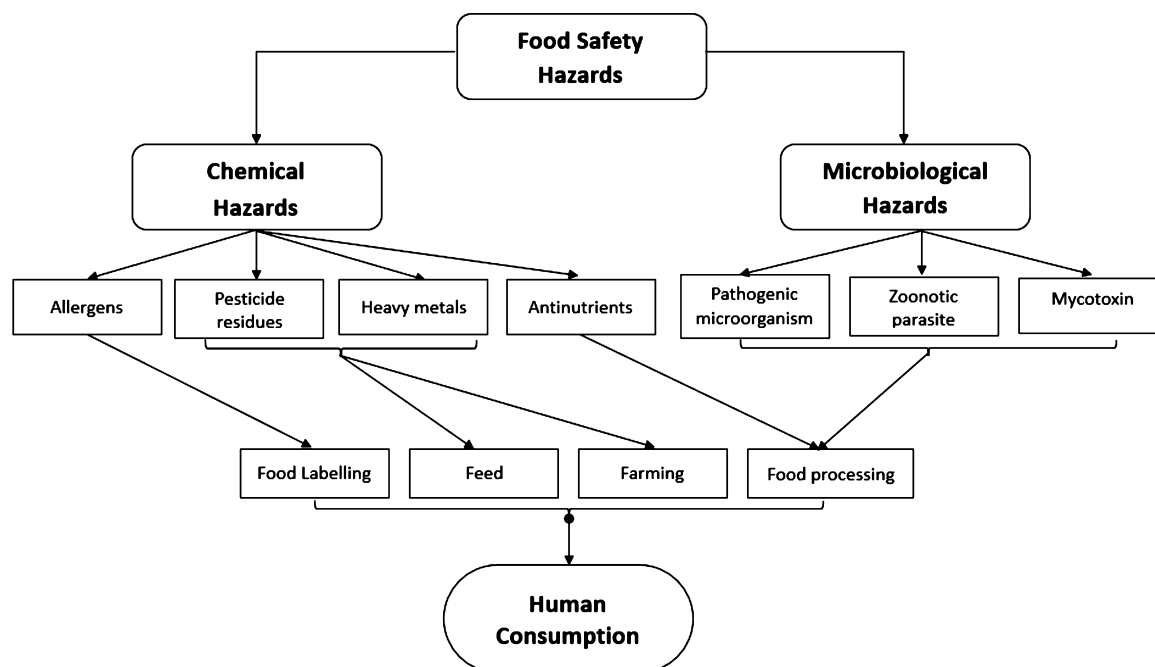 Food Safety
Hazards
Chemical
Hazards
Microbiological
Hazards
Allergens
Pesticide
residues
Heavy metals
Antinutrients
Pathogenic
microorganism
Zoonotic
parasite
Mycotoxin
Food Labelling
Feed
Farming
Food processing
Human
Consumption